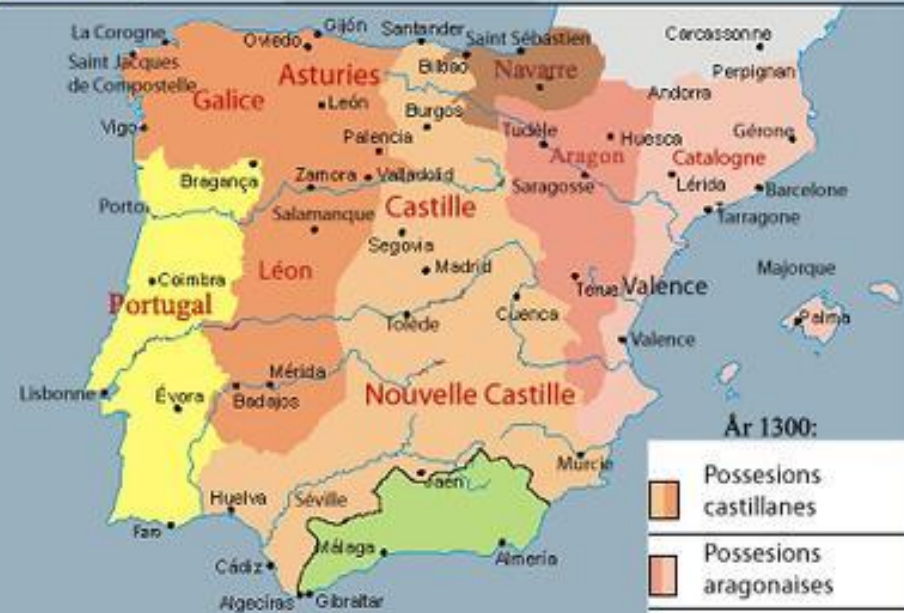 La Corogne
Gijón
Santander
Oviedo
Saint Sébastien
Carcassonne
Saint Jacques
de Compostelle
Bilbao
Navarre
Perpignan
Asturies
Galice
León
Andorra
Burgos
Vigo
Palencia
Tudèle
Huesca
Gérone
Aragon
Catalogne
Bragança
Zamora
Valladolid
Saragosse
Lérida
Barcelone
Porto
Salamanque
Castille
Tarragone
Segovia
Léon
Madrid
Majorque
Coimbra
Portugal
Teruel
Valence
Tolède
Cuenca
Palma
Valence
Lisbonne
Évora
Mérida
Badajos
Nouvelle Castille
År 1300:
Murcie
Jaén
Huelva
Séville
Possesions
castillanes
Faro
Málaga
Almería
Cádiz
Possesions
aragonaises
Algeciras
Gibraltar